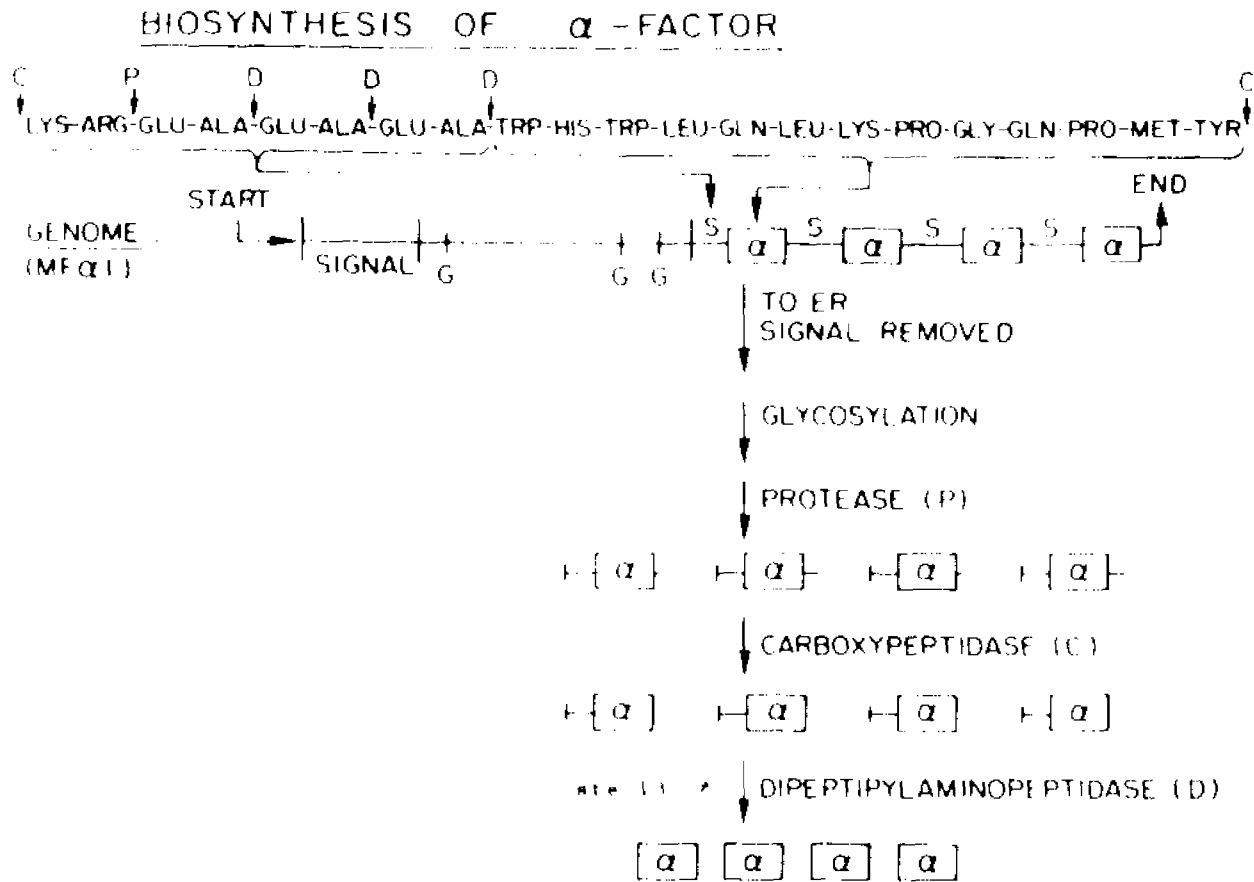 BIOSYNTHESIS OF α-FACTOR
C P D D D C
LYS-ARG-GLU-ALA-GLU-ALA-GLU-ALA-TRP-HIS-TRP-LEU-GLN-LEU-LYS-PRO-GLY-GLN-PRO-MET-TYR
START END
GENOME
(MFα1)
SIGNAL G G G S α S α S α S α
TO ER
SIGNAL REMOVED
GLYCOSYLATION
PROTEASE (P)
α α α α
CARBOXYPEPTIDASE (C)
α α α α
DIPEPTIPYLAMINOPEPTIDASE (D)
α α α α